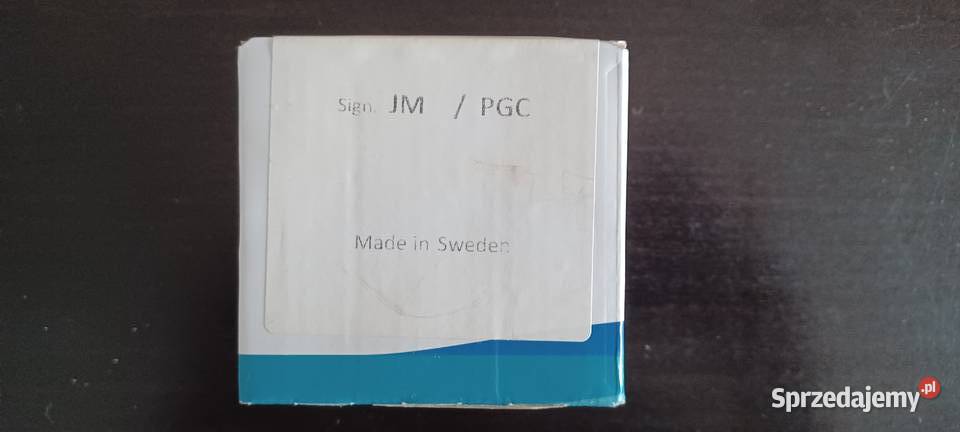 Sign. JM / PGC
Made in Sweden
Sprzedajemy.pl